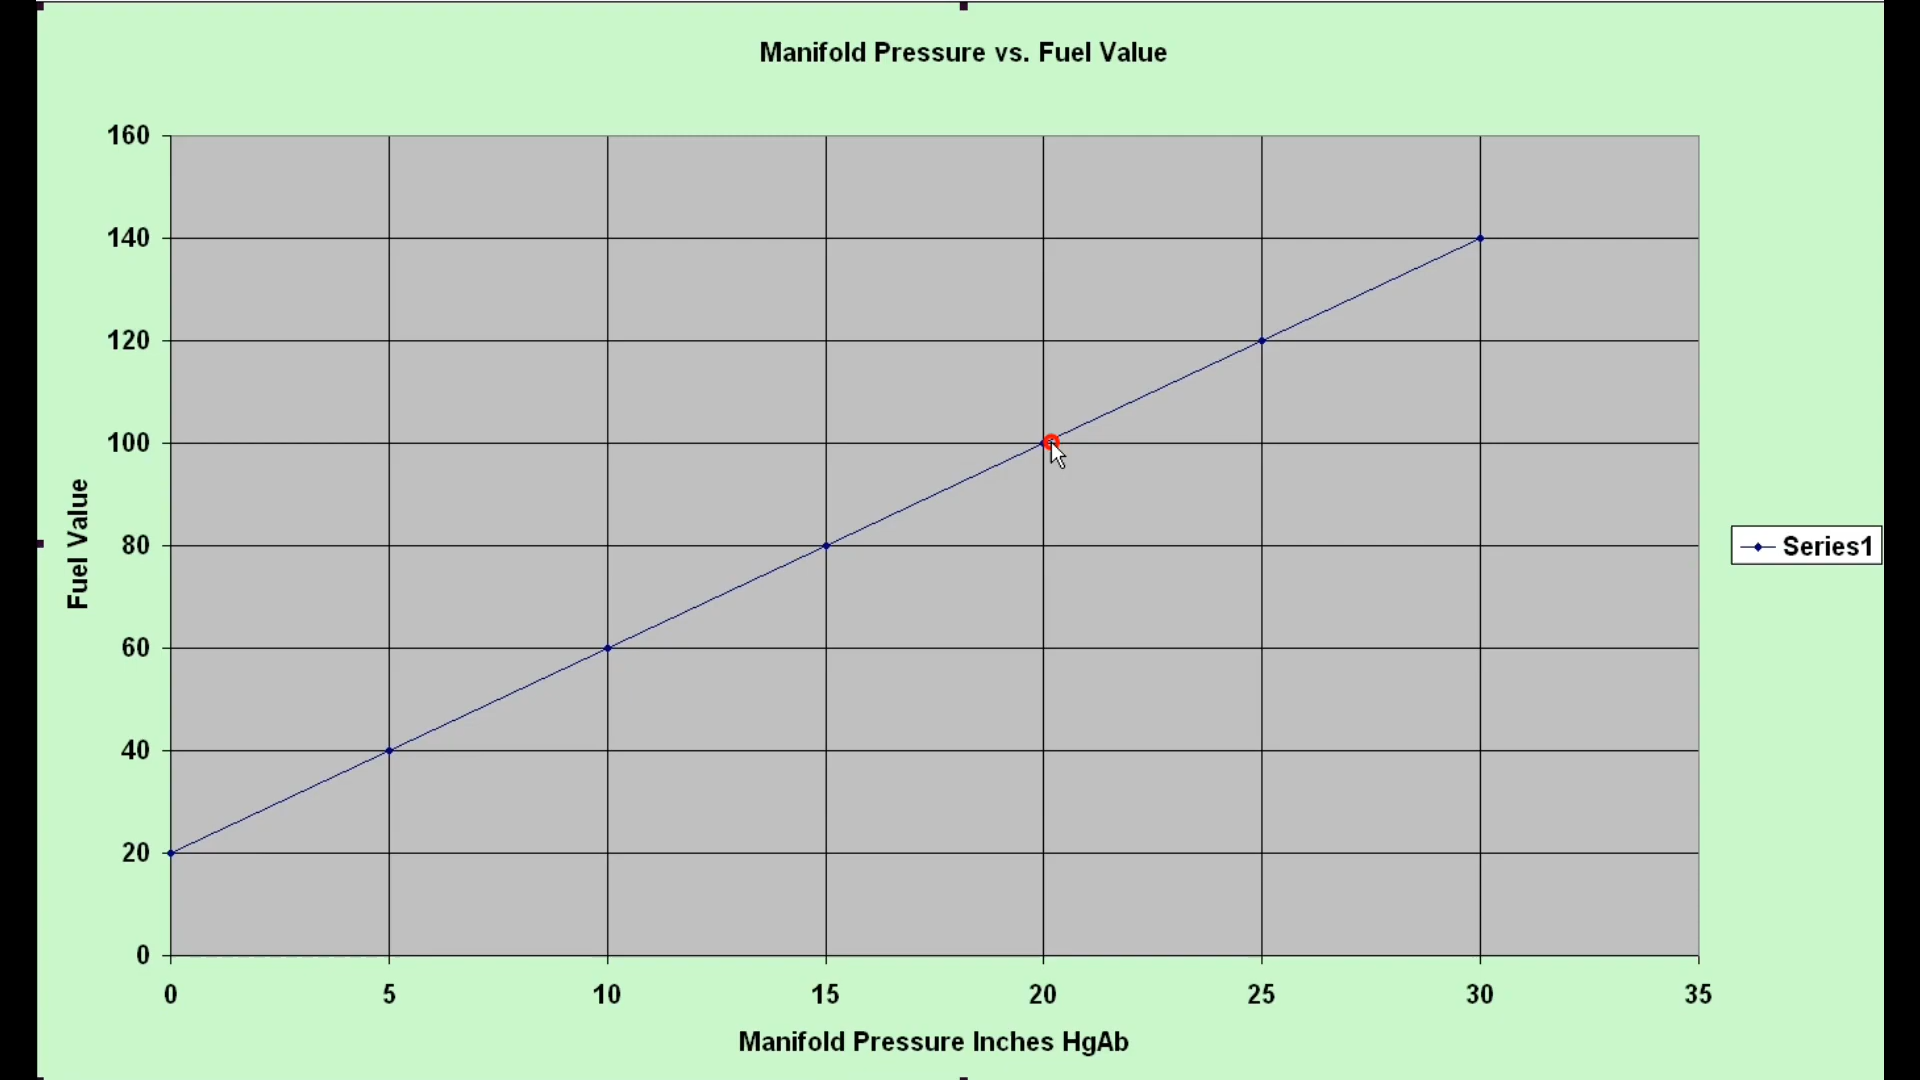 Manifold Pressure vs. Fuel Value
160
140
120
100
80
60
40
20
0
Fuel Value
Series1
0 5 10 15 20 25 30 35
Manifold Pressure Inches HgAb